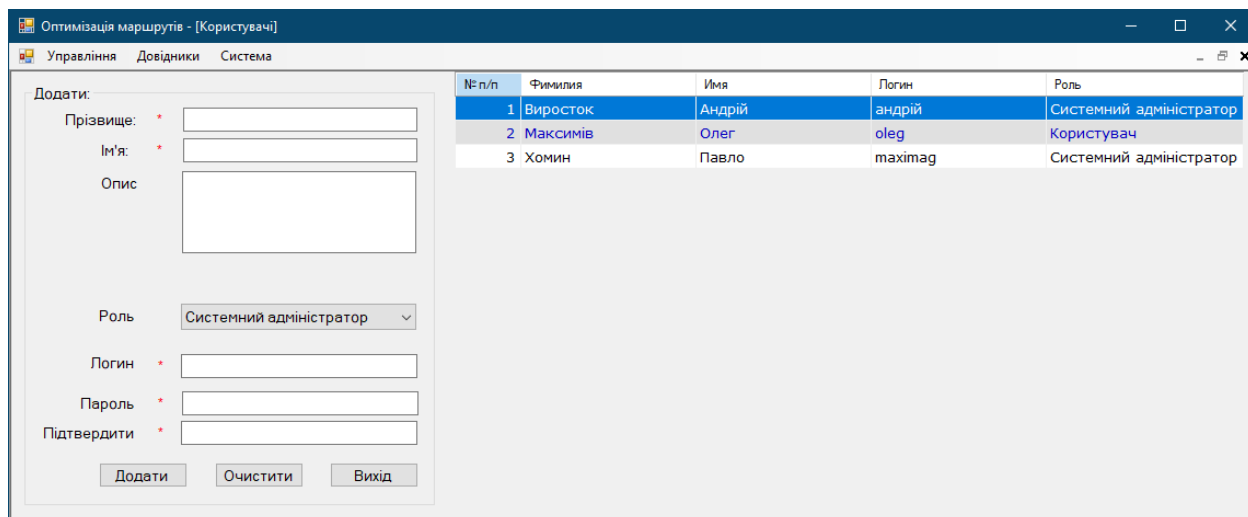 Оптимізація маршрутів - [Користувачі]
Управління Довідники Система
Додати:
Прізвище: *
Ім'я: *
Опис
Роль Системний адміністратор
Логин *
Пароль *
Підтвердити *
Додати Очистити Вихід
№ п/п Фимилия Имя Логин Роль
1 Виросток Андрій андрій Системний адміністратор
2 Максимів Олег oleg Користувач
3 Хомин Павло maximag Системний адміністратор